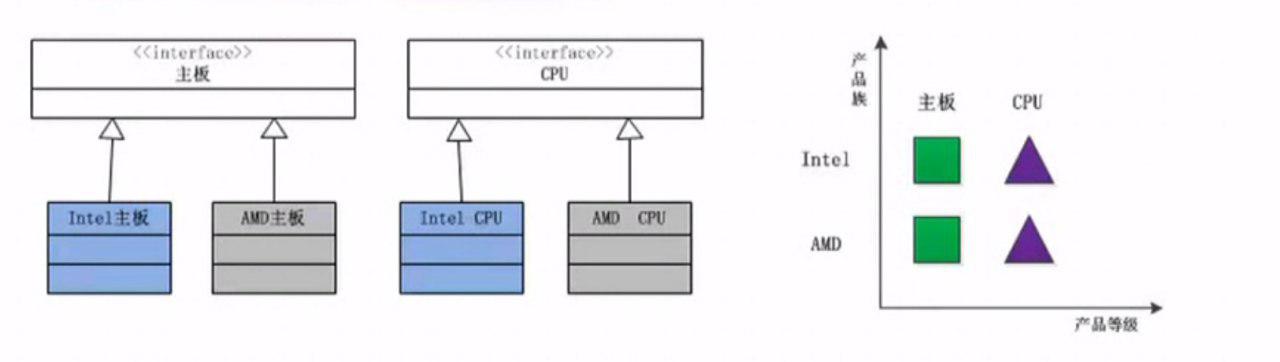 <<interface>>
主板
<<interface>>
CPU
Intel主板
AMD主板
Intel CPU
AMD CPU
产品族
主板
CPU
Intel
AMD
产品等级